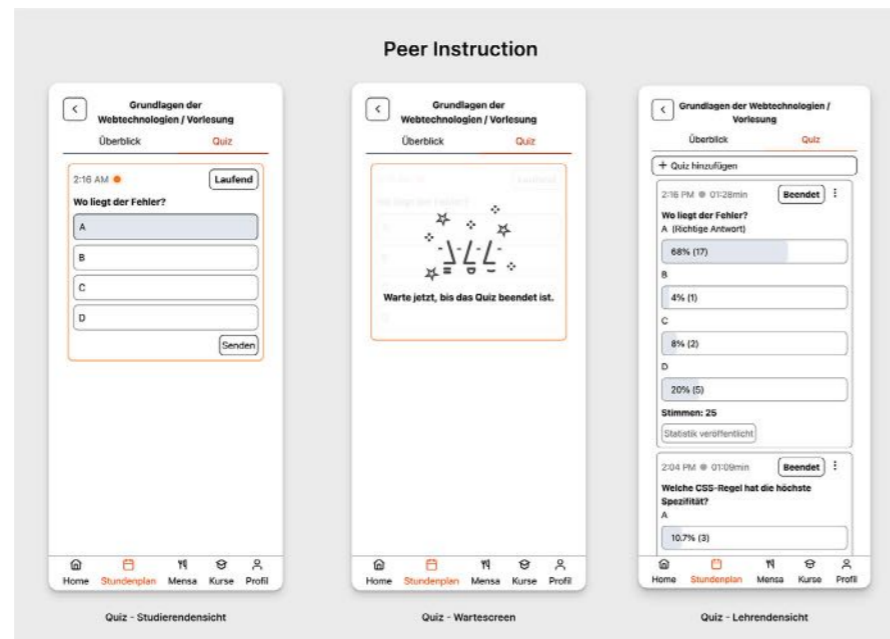 Peer Instruction
Grundlagen der
Webtechnologien / Vorlesung
Überblick Quiz
2:16 AM Laufend
Wo liegt der Fehler?
A
B
C
D
Senden
Home Stundenplan Mensa Kurse Profil
Quiz - Studierendensicht
Grundlagen der
Webtechnologien / Vorlesung
Überblick Quiz
Warte jetzt, bis das Quiz beendet ist.
Home Stundenplan Mensa Kurse Profil
Quiz - Wartescreen
Grundlagen der Webtechnologien /
Vorlesung
Überblick Quiz
+ Quiz hinzufügen
2:16 PM 01:28min Beendet
Wo liegt der Fehler?
A (Richtige Antwort)
68% (17)
B
4% (1)
C
8% (2)
D
20% (5)
Stimmen: 25
Statistik veröffentlicht
2:04 PM 01:09min Beendet
Welche CSS-Regel hat die höchste
Spezifität?
A
10.7% (3)
Home Stundenplan Mensa Kurse Profil
Quiz - Lehrendensicht